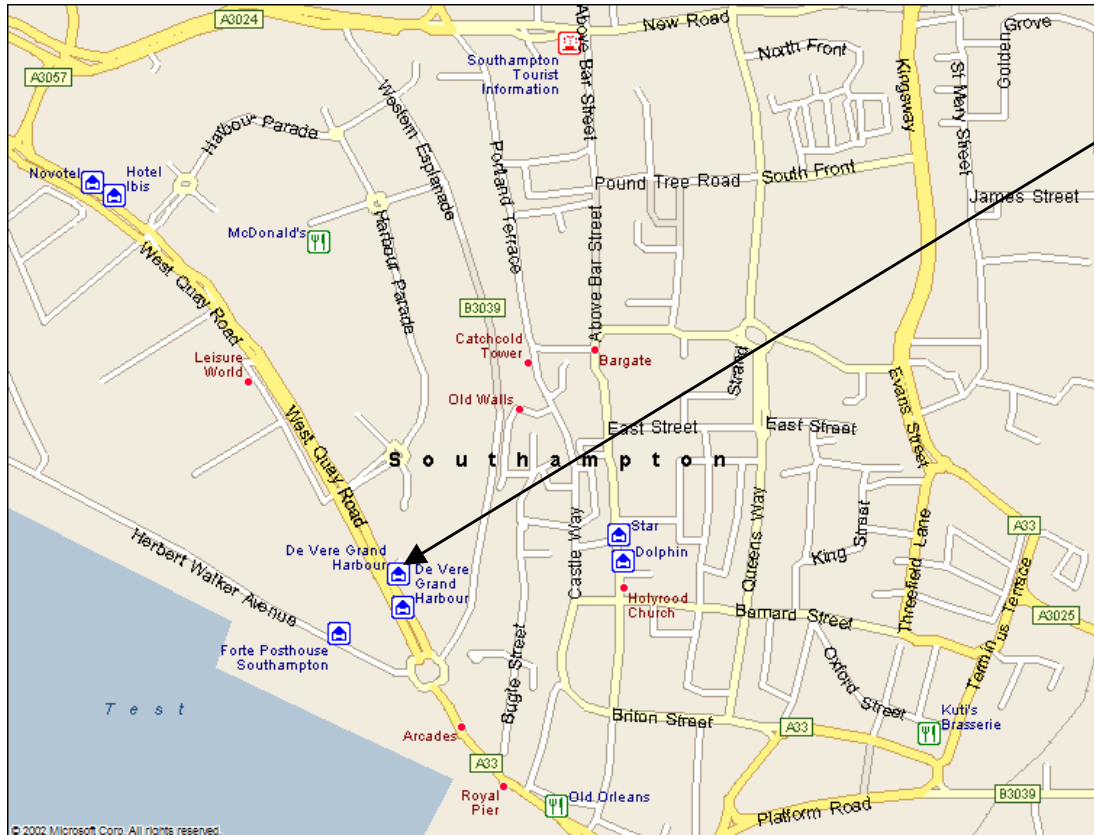 A3024
New Road
Above Bar Street
Southampton
Tourist
Information
North Front
Grove
Golden
A3057
Kingsway
St Mary Street
Western Esplanade
Harbour Parade
Portland Terrace
Novotel
Hotel
Ibis
Pound Tree Road
South Front
James Street
McDonald's
Harbour Parade
West Quay Road
Above Bar Street
B3039
Catchcold
Tower
Bargate
Leisure
World
Strand
Evans Street
Old Walls
East Street
East Street
West Quay Road
Southampton
Queens Way
King Street
Threefield Lane
A33
Star
Dolphin
Castle Way
Herbert Walker Avenue
De Vere Grand
Harbour
De Vere
Grand
Harbour
Holyrood
Church
Barnard Street
Terminus Terrace
A3025
Forte Posthouse
Southampton
Bugle Street
Oxford Street
Test
Briton Street
Kuti's
Brasserie
Arcades
A33
A33
Royal
Pier
Old Orleans
Platform Road
B3039
© 2002 Microsoft Corp. All rights reserved.